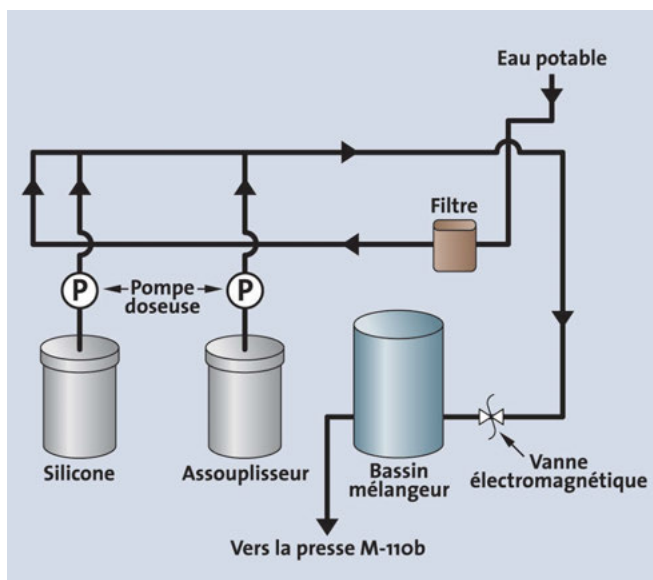 Eau potable
Filtre
P
Pompe
doseuse
P
Silicone
Assouplisseur
Bassin
mélangeur
Vanne
électromagnétique
Vers la presse M-110b